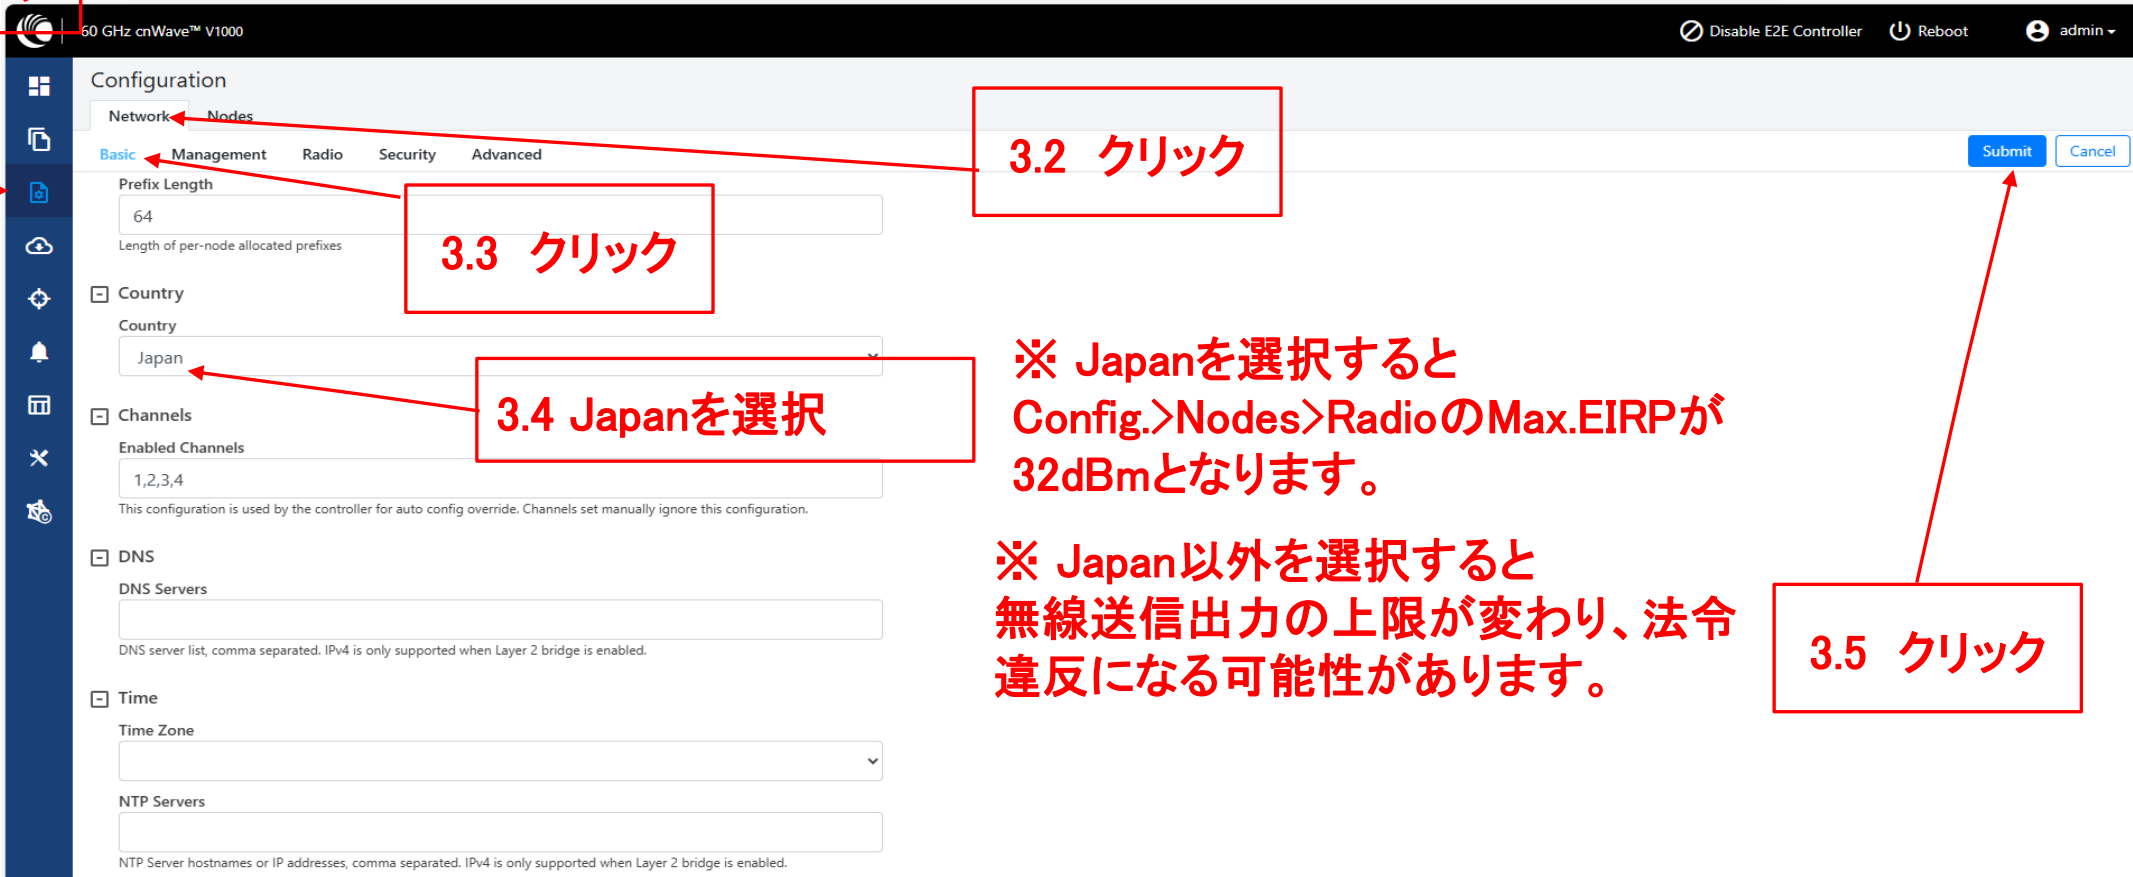 60 GHz cnWave™ V1000
Disable E2E Controller
Reboot
admin
Configuration
Network
Nodes
Basic
Management
Radio
Security
Advanced
Submit
Cancel
3.2 クリック
Prefix Length
64
Length of per-node allocated prefixes
3.3 クリック
Country
Country
Japan
3.4 Japanを選択
※ Japanを選択すると
Config.>Nodes>RadioのMax.EIRPが
32dBmとなります。
Channels
Enabled Channels
1,2,3,4
This configuration is used by the controller for auto config override. Channels set manually ignore this configuration.
※ Japan以外を選択すると
無線送信出力の上限が変わり、法令
違反になる可能性があります。
3.5 クリック
DNS
DNS Servers
DNS server list, comma separated. IPv4 is only supported when Layer 2 bridge is enabled.
Time
Time Zone
NTP Servers
NTP Server hostnames or IP addresses, comma separated. IPv4 is only supported when Layer 2 bridge is enabled.